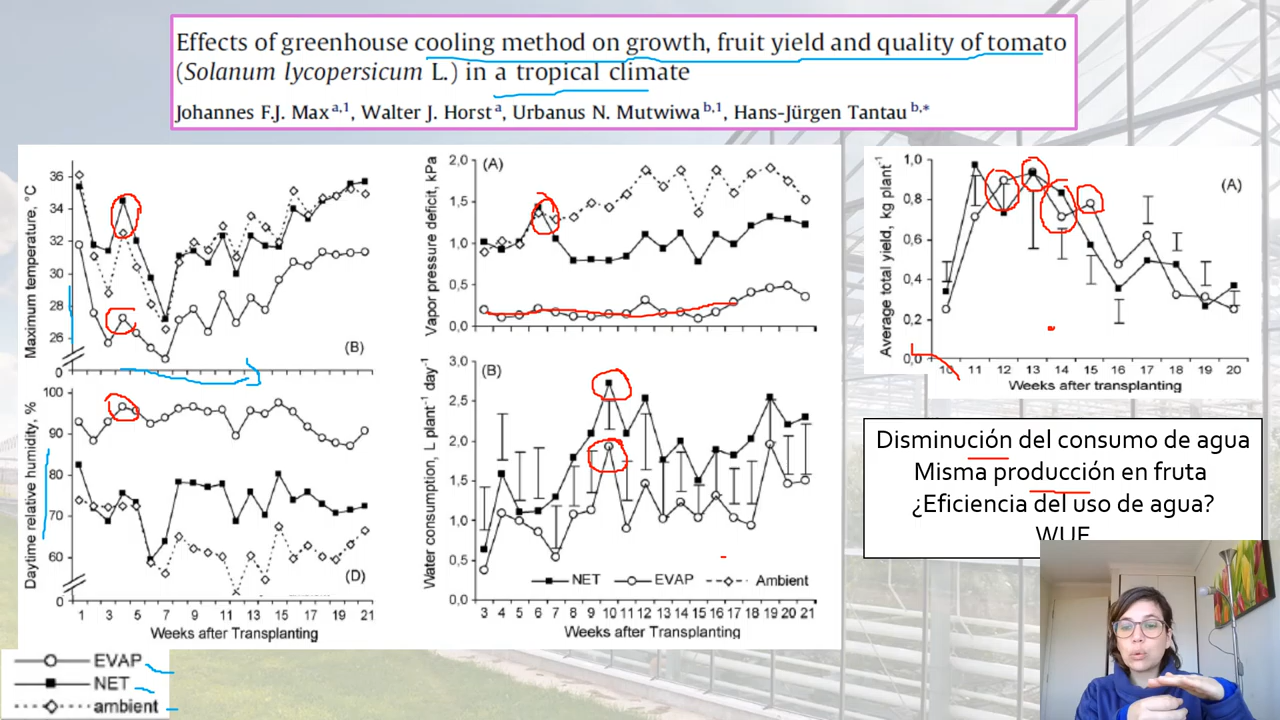 Effects of greenhouse cooling method on growth, fruit yield and quality of tomato
(Solanum lycopersicum L.) in a tropical climate
Johannes F.J. Max a,1, Walter J. Horst a, Urbanus N. Mutwiwa b,1, Hans-Jürgen Tantau b,*
Maximum temperature, °C
36
34
32
30
28
26
0
(B)
Daytime relative humidity, %
100
90
80
70
60
0
(D)
1 3 5 7 9 11 13 15 17 19 21
Weeks after Transplanting
Vapor pressure deficit, kPa
(A)
2,0
1,5
1,0
0,5
0,0
Water consumption, L plant-1 day-1
(B)
3.0
2,5
2,0
1,5
1,0
0,5
0,0
NET EVAP Ambient
3 4 5 6 7 8 9 10 11 12 13 14 15 16 17 18 19 20 21
Weeks after Transplanting
Average total yield, kg plant-1
(A)
1,0
0,8
0,6
0,4
0,2
0,0
10 11 12 13 14 15 16 17 18 19 20
Weeks after transplanting
Disminución del consumo de agua
Misma producción en fruta
¿Eficiencia del uso de agua?
WUE
EVAP
NET
ambient